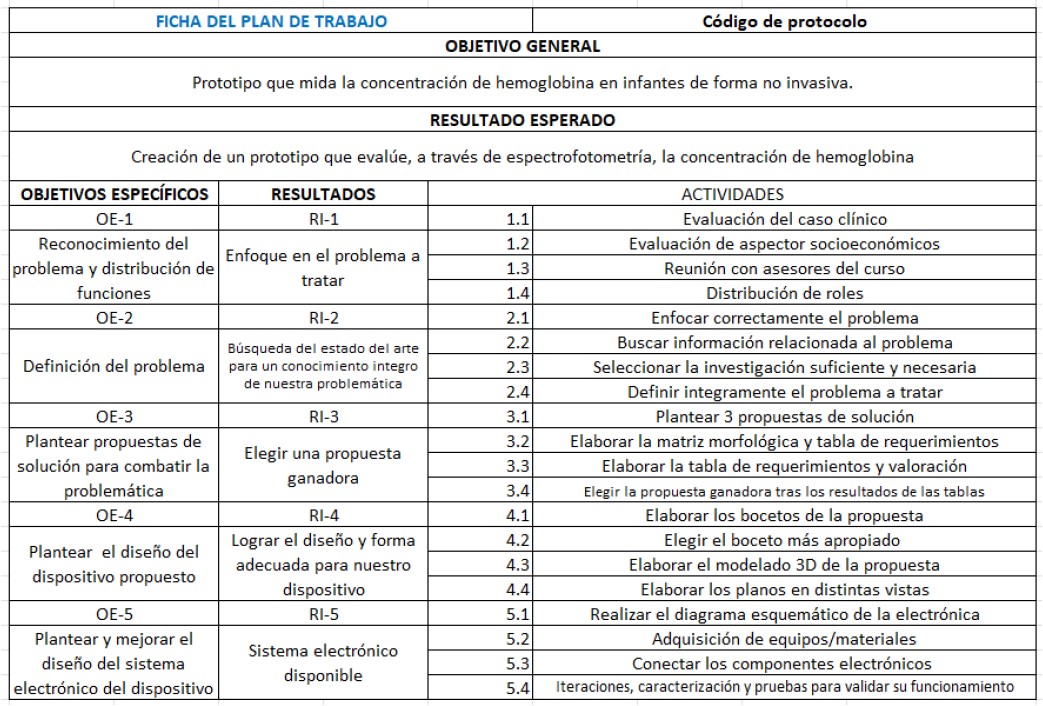 FICHA DEL PLAN DE TRABAJO
Código de protocolo
OBJETIVO GENERAL
Prototipo que mida la concentración de hemoglobina en infantes de forma no invasiva.
RESULTADO ESPERADO
Creación de un prototipo que evalúe, a través de espectrofotometría, la concentración de hemoglobina
OBJETIVOS ESPECÍFICOS
RESULTADOS
ACTIVIDADES
OE-1
RI-1
1.1 Evaluación del caso clínico
Reconocimiento del
problema y distribución de
funciones
Enfoque en el problema a
tratar
1.2 Evaluación de aspector socioeconómicos
1.3 Reunión con asesores del curso
1.4 Distribución de roles
OE-2
RI-2
2.1 Enfocar correctamente el problema
Definición del problema
Búsqueda del estado del arte
para un conocimiento integro
de nuestra problemática
2.2 Buscar información relacionada al problema
2.3 Seleccionar la investigación suficiente y necesaria
2.4 Definir integramente el problema a tratar
OE-3
RI-3
3.1 Plantear 3 propuestas de solución
Plantear propuestas de
solución para combatir la
problemática
Elegir una propuesta
ganadora
3.2 Elaborar la matriz morfológica y tabla de requerimientos
3.3 Elaborar la tabla de requerimientos y valoración
3.4 Elegir la propuesta ganadora tras los resultados de las tablas
OE-4
RI-4
4.1 Elaborar los bocetos de la propuesta
Plantear el diseño del
dispositivo propuesto
Lograr el diseño y forma
adecuada para nuestro
dispositivo
4.2 Elegir el boceto más apropiado
4.3 Elaborar el modelado 3D de la propuesta
4.4 Elaborar los planos en distintas vistas
OE-5
RI-5
5.1 Realizar el diagrama esquemático de la electrónica
Plantear y mejorar el
diseño del sistema
electrónico del dispositivo
Sistema electrónico
disponible
5.2 Adquisición de equipos/materiales
5.3 Conectar los componentes electrónicos
5.4 Iteraciones, caracterización y pruebas para validar su funcionamiento